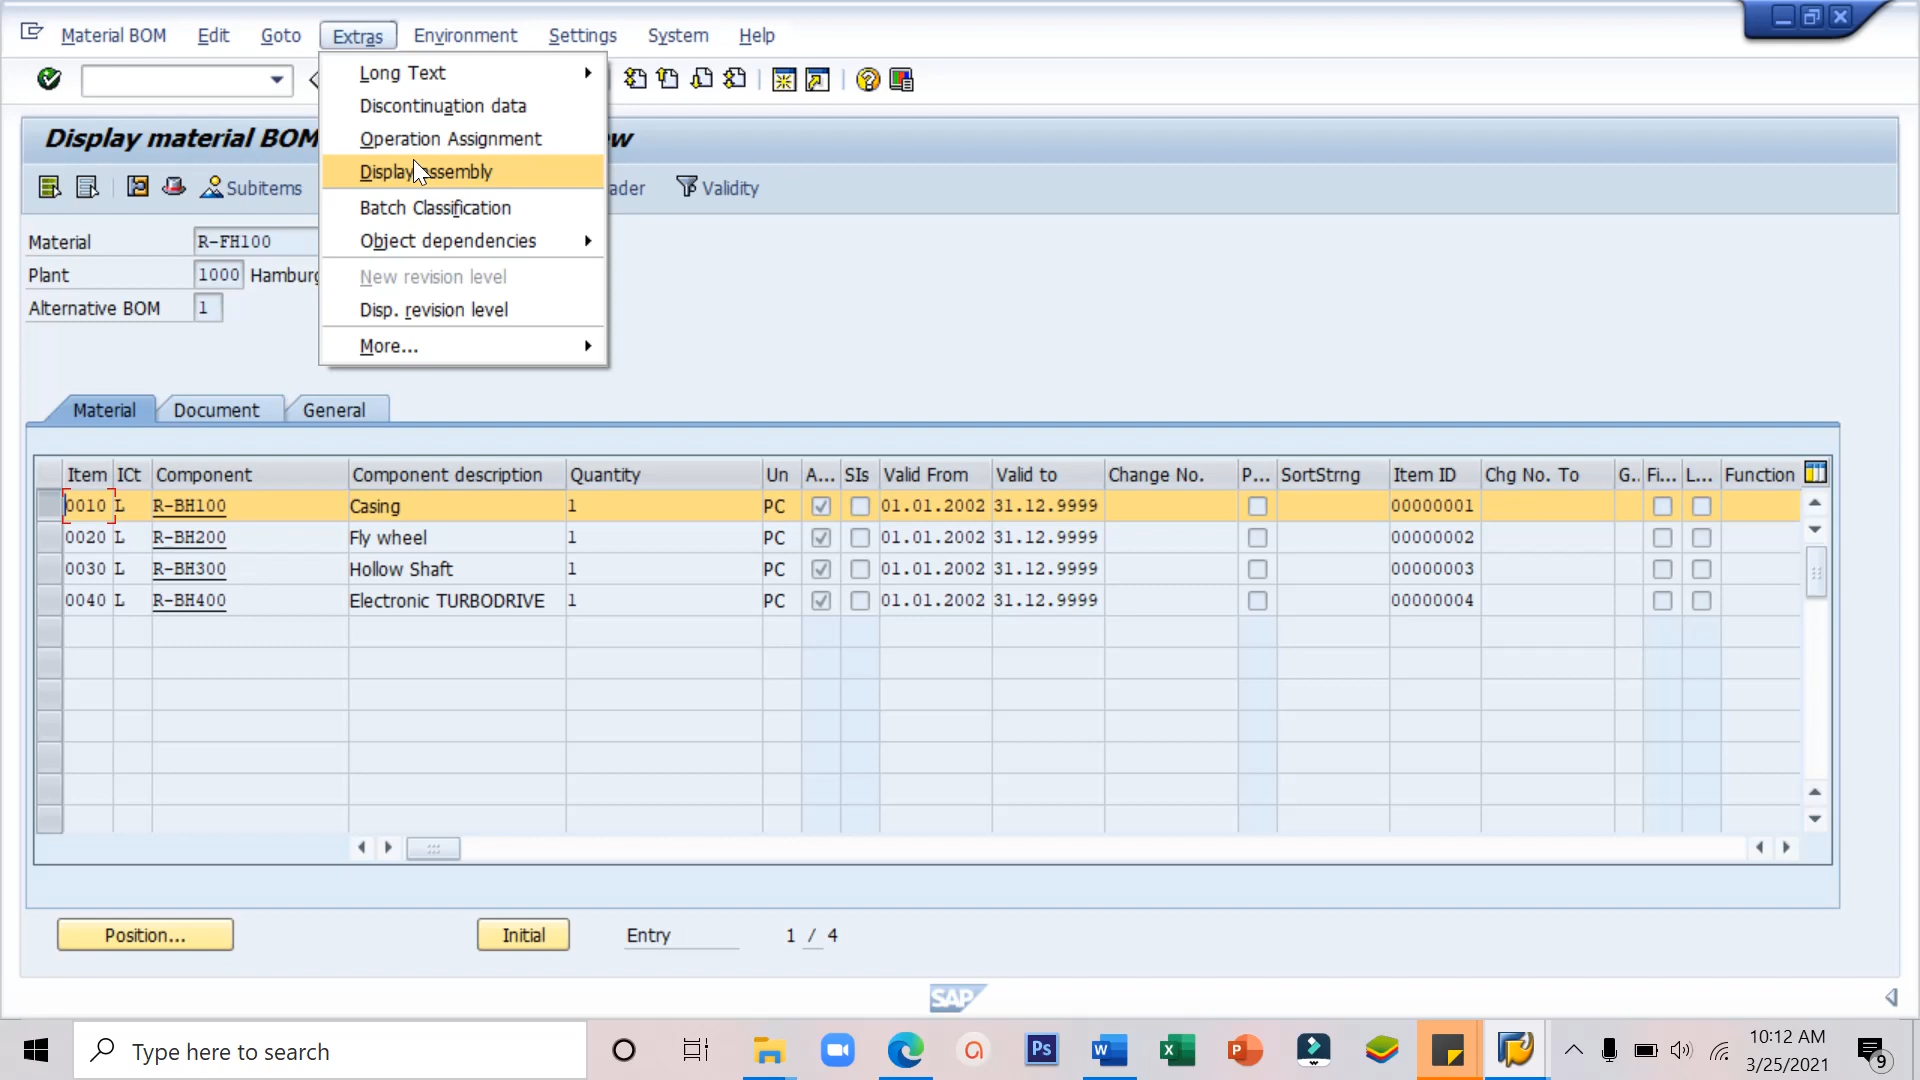 Material BOM Edit Goto Extras Environment Settings System Help
Long Text
Discontinuation data
Operation Assignment
Display assembly
Batch Classification
Object dependencies
New revision level
Disp. revision level
More...
Display material BOM
Subitems
Validity
Material R-FH100
Plant 1000 Hamburg
Alternative BOM 1
Material Document General
Item ICt Component Component description Quantity Un A... SIs Valid From Valid to Change No. P... SortStrng Item ID Chg No. To G.. Fi... L... Function
0010 L R-BH100 Casing 1 PC 01.01.2002 31.12.9999 00000001
0020 L R-BH200 Fly wheel 1 PC 01.01.2002 31.12.9999 00000002
0030 L R-BH300 Hollow Shaft 1 PC 01.01.2002 31.12.9999 00000003
0040 L R-BH400 Electronic TURBODRIVE 1 PC 01.01.2002 31.12.9999 00000004
Position... Initial Entry 1 / 4
SAP
Type here to search
Ps W X P
10:12 AM
3/25/2021
9